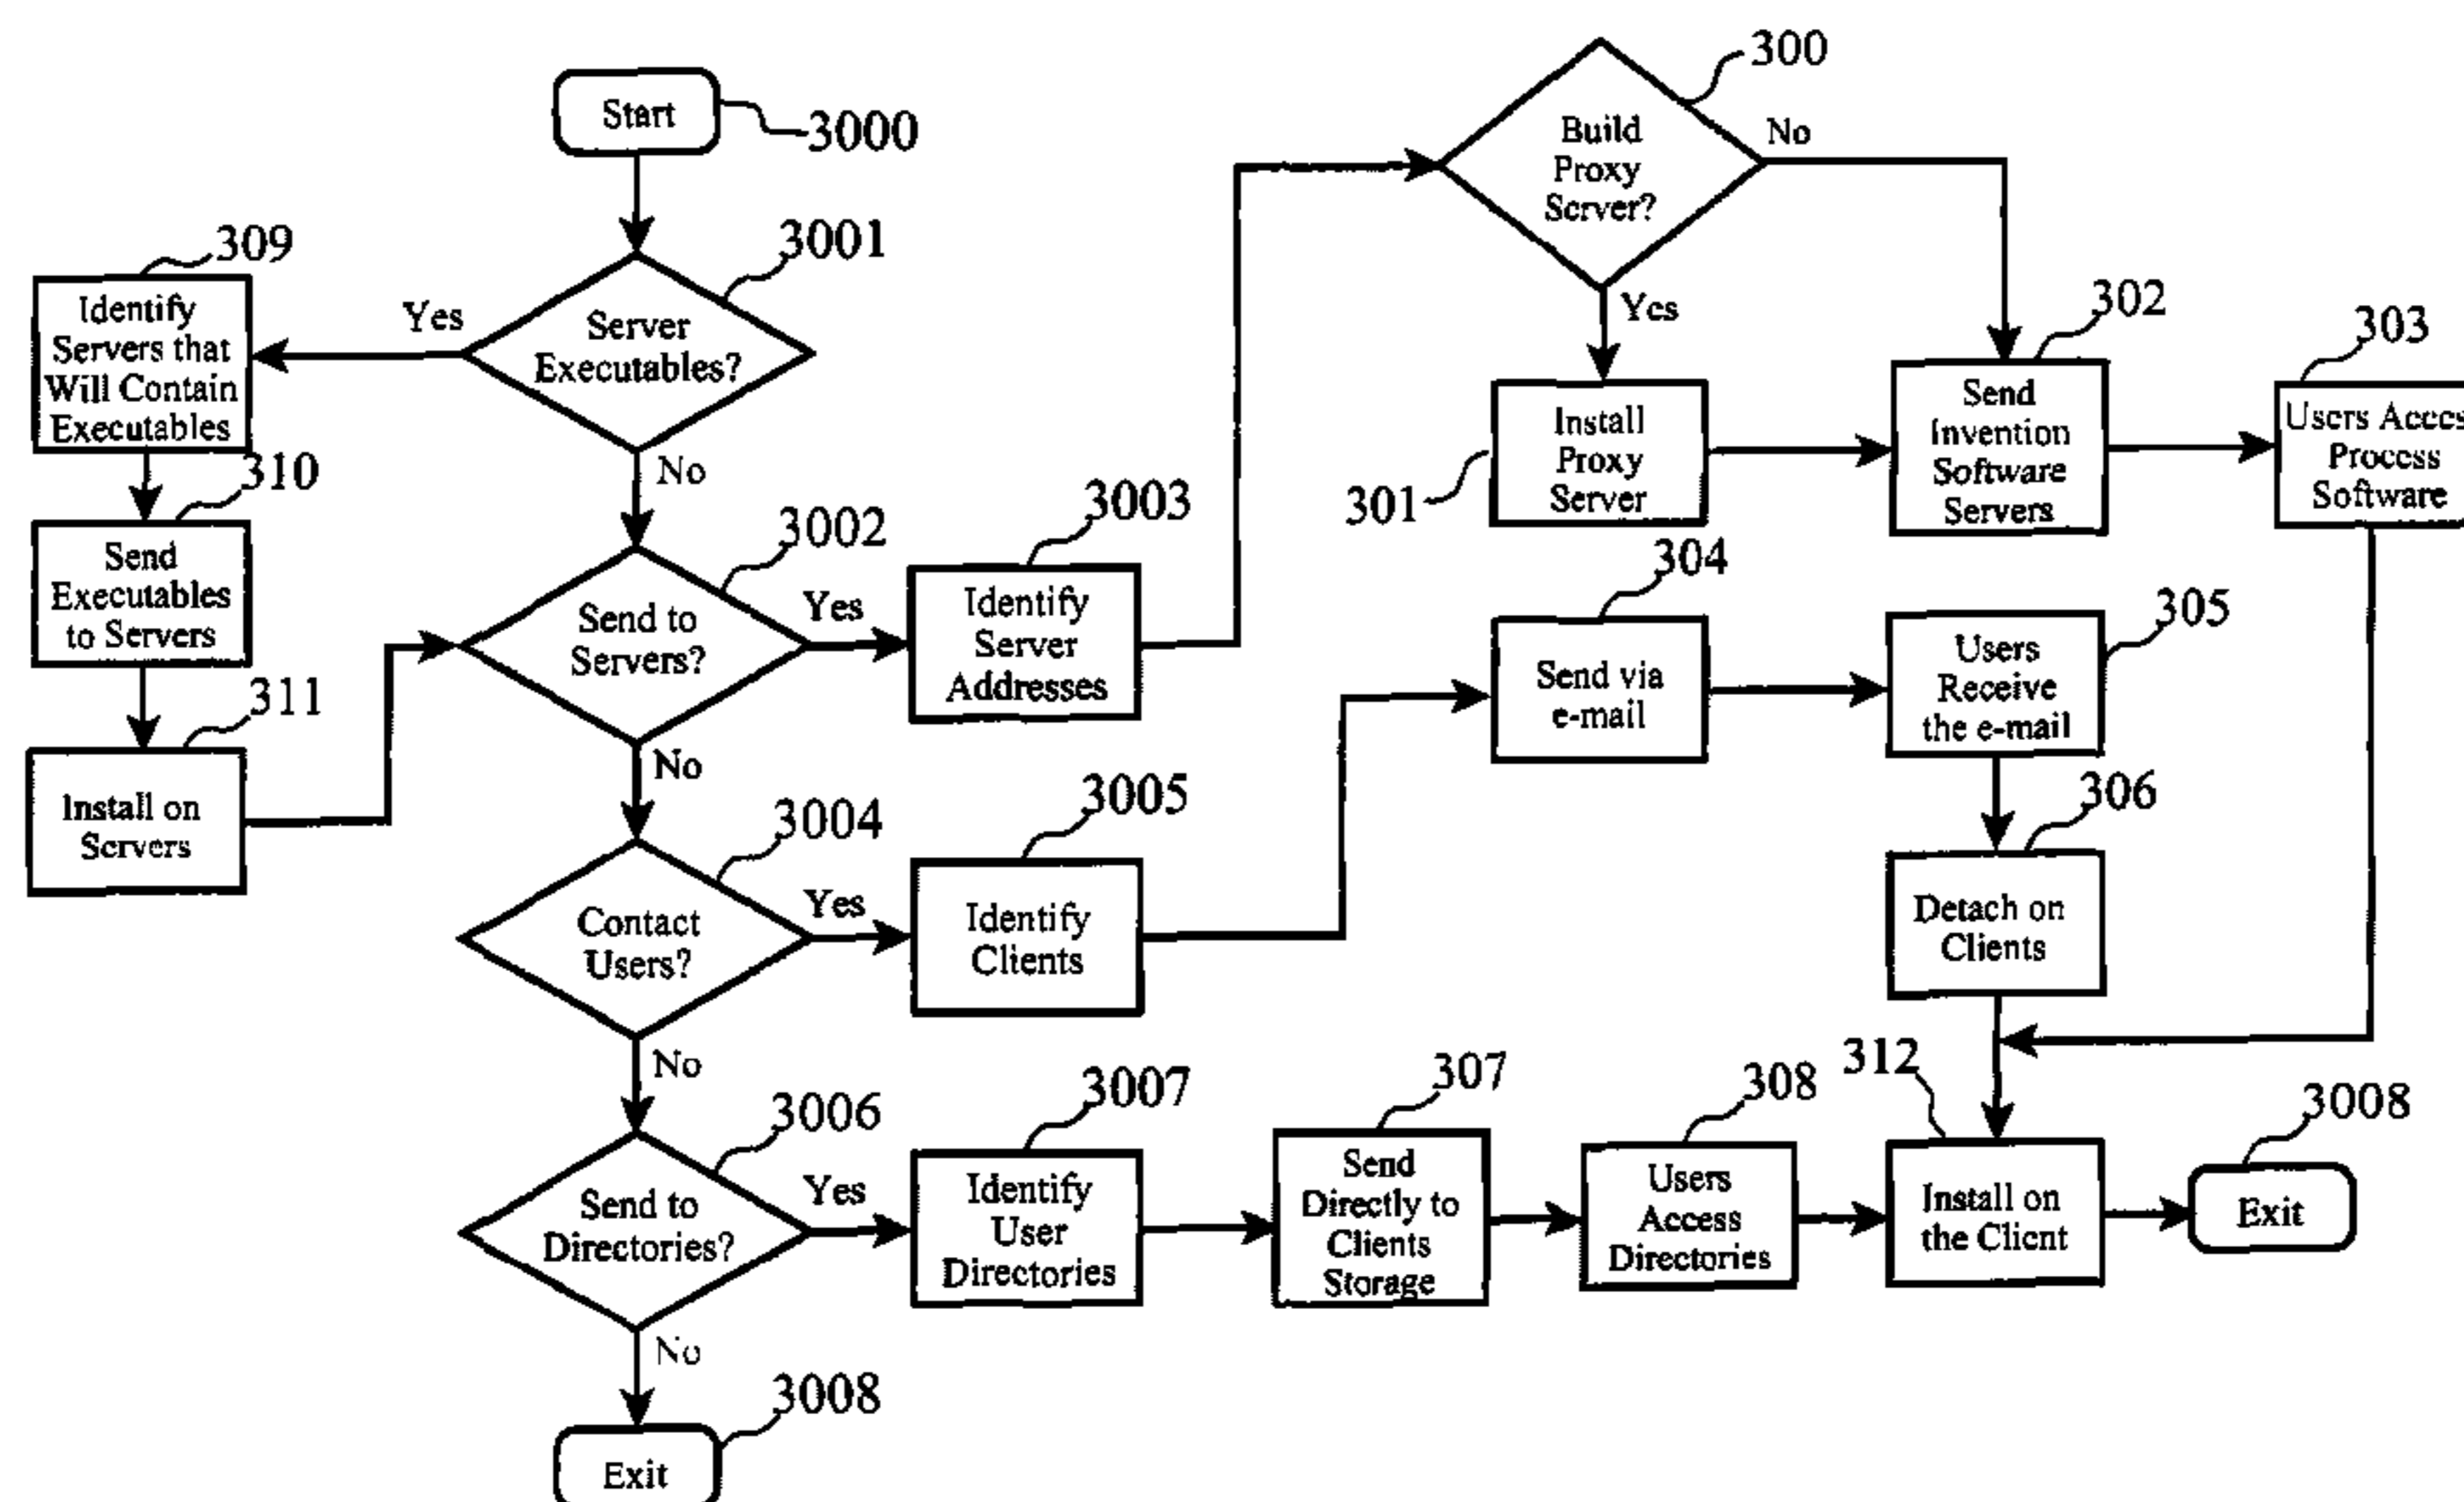 Start
3000
300
Build
Proxy
Server?
No
Yes
309
Identify
Servers that
Will Contain
Executables
Yes
3001
Server
Executables?
No
302
Send
Invention
Software
Servers
303
Users
Process
Software
Install
Proxy
Server
301
310
Send
Executables
to Servers
3002
Send to
Servers?
Yes
No
3003
Identify
Server
Addresses
304
Send via
e-mail
305
Users
Receive
the e-mail
311
Install on
Servers
3004
Contact
Users?
Yes
No
3005
Identify
Clients
306
Detach on
Clients
3006
Send to
Directories?
Yes
No
3007
Identify
User
Directories
307
Send
Directly to
Clients
Storage
308
Users
Access
Directories
312
Install on
the Client
3008
Exit
3008
Exit